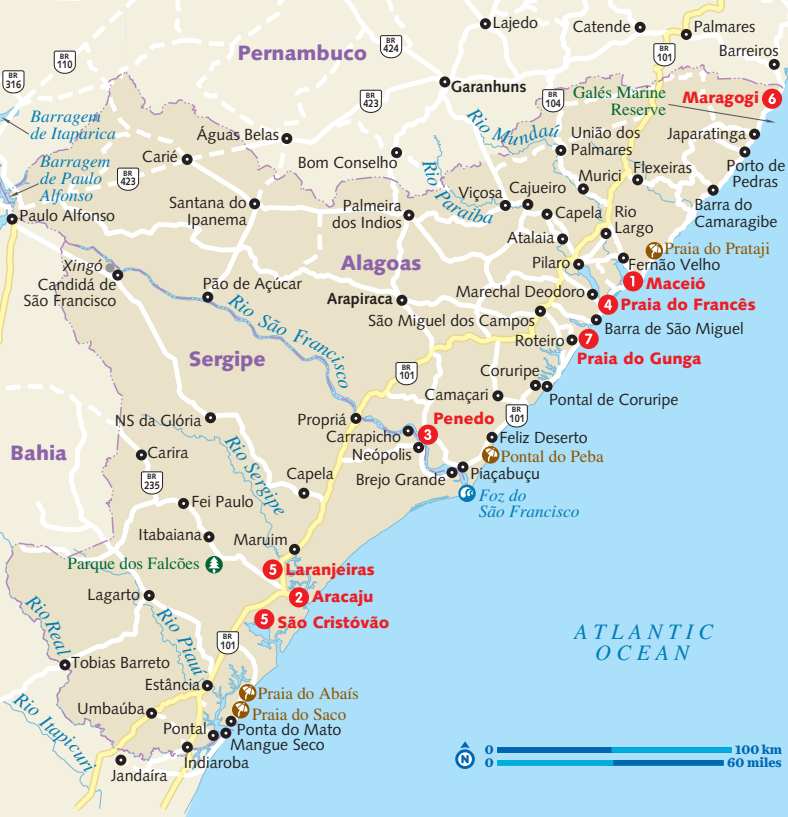 Lajedo
Catende
Palmares
BR
424
Pernambuco
BR
101
BR
110
Barreiros
BR
316
Garanhuns
Galés Marine
Reserve
Maragogi 6
BR
423
BR
104
Barragem
de Itaparica
Rio Mundaú
União dos
Palmares
Japaratinga
Águas Belas
Carié
Bom Conselho
Barragem
de Paulo
Alfonso
BR
423
Rio
Paraiba
Murici
Flexeiras
Porto de
Pedras
Viçosa
Cajueiro
Santana do
Ipanema
Palmeira
dos Indios
Capela
Rio
Largo
Barra do
Camaragibe
Paulo Alfonso
Atalaia
Praia do Prataji
Xingó
Alagoas
Pilaro
Fernão Velho
Candidá de
São Francisco
1 Maceió
Pão de Açúcar
Arapiraca
Marechal Deodoro
4 Praia do Francês
Rio São Francisco
São Miguel dos Campos
Barra de São Miguel
Roteiro
7
Praia do Gunga
Sergipe
BR
101
Coruripe
Camaçari
Pontal de Coruripe
BR
101
NS da Glória
Propriá
Penedo
3
Carrapicho
Feliz Deserto
Bahia
Carira
Neópolis
Pontal do Peba
Rio Sergipe
BR
235
Capela
Brejo Grande
Piaçabuçu
Fei Paulo
Foz do
São Francisco
Itabaiana
Maruim
Parque dos Falcões
5 Laranjeiras
Lagarto
2 Aracaju
5 São Cristóvão
Rio Real
Rio Piauí
BR
101
ATLANTIC
OCEAN
Tobias Barreto
Estância
Praia do Abaís
Rio Itapicuri
Umbaúba
Praia do Saco
Pontal
Ponta do Mato
Mangue Seco
Indiaroba
Jandaíra
N
0 100 km
0 60 miles